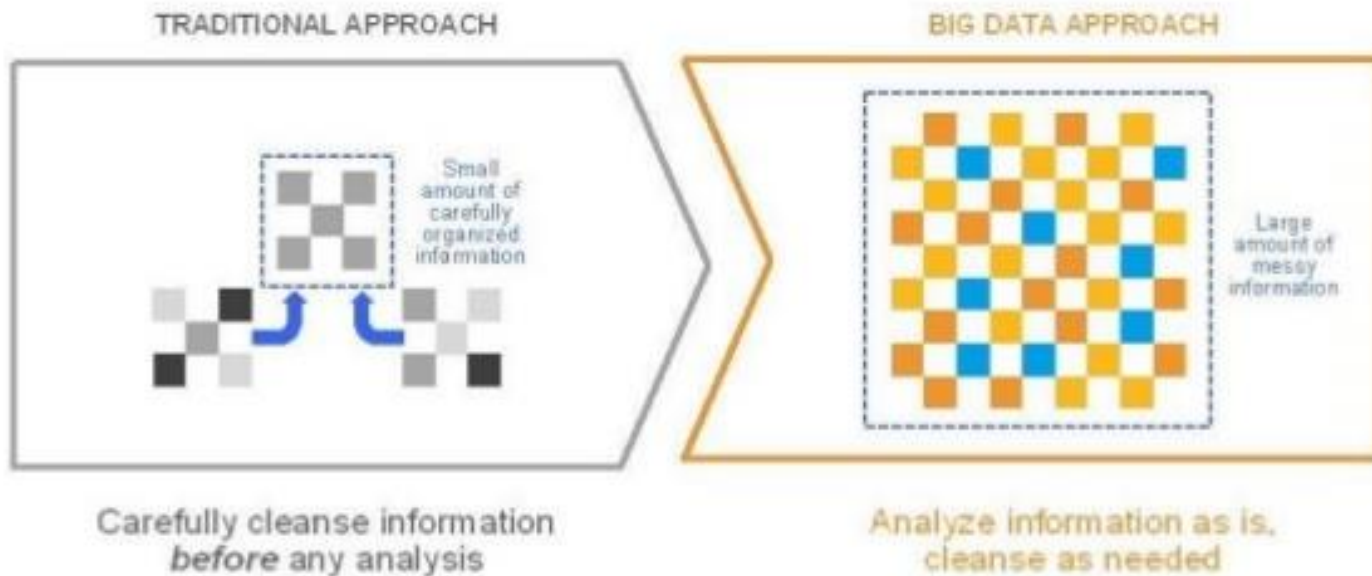 TRADITIONAL APPROACH
Small
amount of
carefully
organized
information
Carefully cleanse information
before any analysis
BIG DATA APPROACH
Large
amount of
messy
information
Analyze information as is,
cleanse as needed